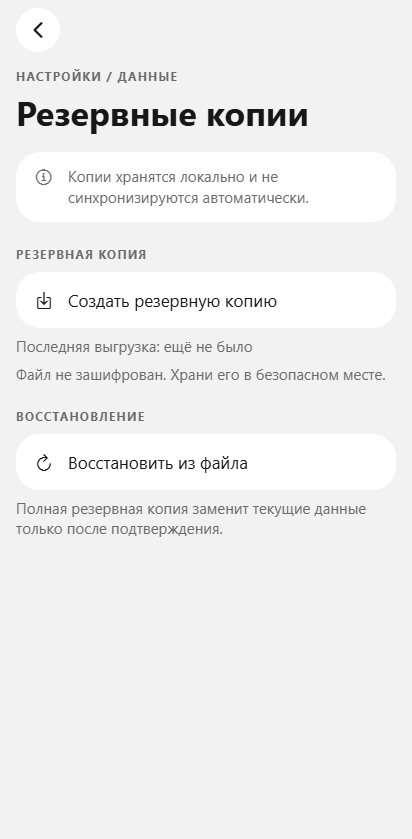 НАСТРОЙКИ / ДАННЫЕ
Резервные копии
Копии хранятся локально и не
синхронизируются автоматически.
РЕЗЕРВНАЯ КОПИЯ
Создать резервную копию
Последняя выгрузка: ещё не было
Файл не зашифрован. Храни его в безопасном месте.
ВОССТАНОВЛЕНИЕ
Восстановить из файла
Полная резервная копия заменит текущие данные
только после подтверждения.